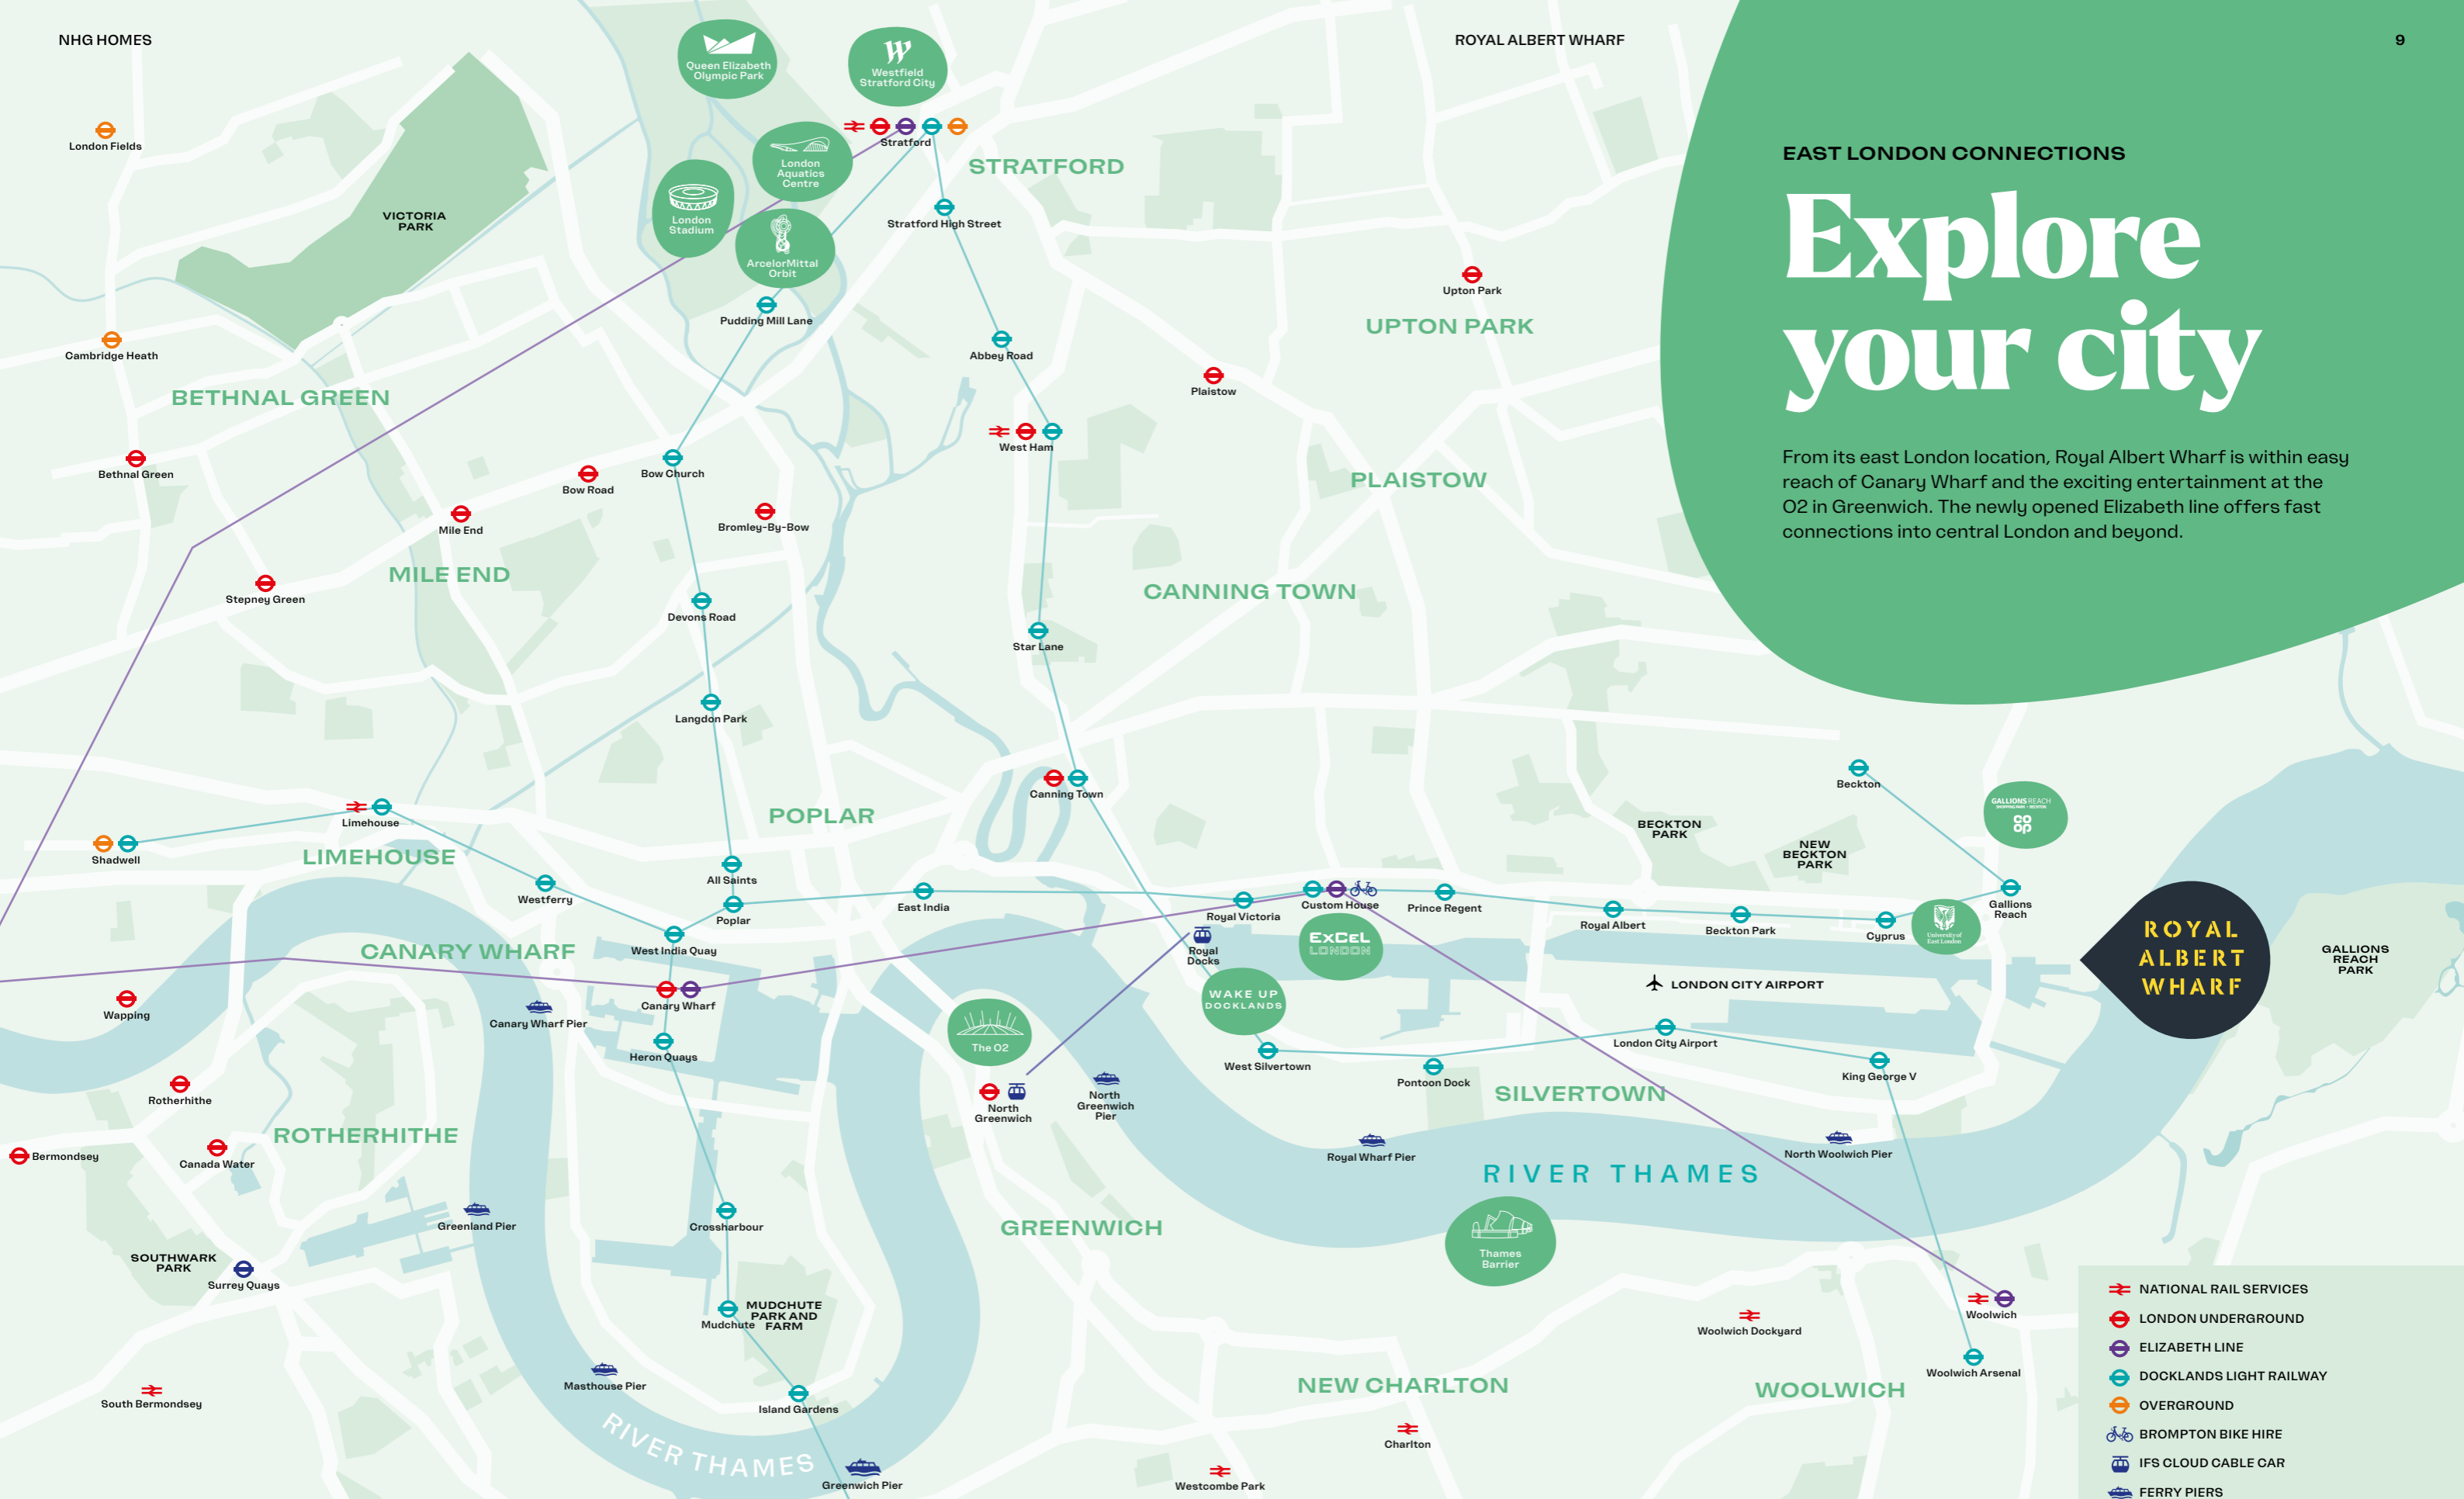 NHG HOMES
ROYAL ALBERT WHARF
9
EAST LONDON CONNECTIONS
Explore
your city
From its east London location, Royal Albert Wharf is within easy
reach of Canary Wharf and the exciting entertainment at the
O2 in Greenwich. The newly opened Elizabeth line offers fast
connections into central London and beyond.
Queen Elizabeth
Olympic Park
Westfield
Stratford City
London Fields
Stratford
STRATFORD
London
Aquatics
Centre
London
Stadium
VICTORIA
PARK
Stratford High Street
ArcelorMittal
Orbit
Upton Park
UPTON PARK
Pudding Mill Lane
Cambridge Heath
Abbey Road
Plaistow
BETHNAL GREEN
West Ham
Bethnal Green
Bow Church
Bow Road
PLAISTOW
Mile End
Bromley-By-Bow
MILE END
CANNING TOWN
Stepney Green
Devons Road
Star Lane
Langdon Park
Canning Town
Beckton
GALLIONS REACH
SHOPPING PARK - BECKTON
CO
OP
Limehouse
POPLAR
BECKTON
PARK
NEW
BECKTON
PARK
Shadwell
LIMEHOUSE
All Saints
Westferry
Poplar
East India
Royal Victoria
Custom House
Prince Regent
Royal Albert
Beckton Park
Cyprus
University of
East London
Gallions
Reach
CANARY WHARF
West India Quay
Royal
Docks
ExCeL
LONDON
ROYAL
ALBERT
WHARF
GALLIONS
REACH
PARK
LONDON CITY AIRPORT
WAKE UP
DOCKLANDS
Wapping
Canary Wharf Pier
Canary Wharf
The O2
Heron Quays
London City Airport
West Silvertown
Pontoon Dock
King George V
SILVERTOWN
Rotherhithe
North
Greenwich
North
Greenwich
Pier
ROTHERHITHE
Bermondsey
Canada Water
Royal Wharf Pier
North Woolwich Pier
RIVER THAMES
Greenland Pier
Crossharbour
GREENWICH
Thames
Barrier
SOUTHWARK
PARK
Surrey Quays
MUDCHUTE
PARK AND
FARM
Mudchute
Woolwich Dockyard
Woolwich
Masthouse Pier
Island Gardens
NEW CHARLTON
WOOLWICH
Woolwich Arsenal
South Bermondsey
RIVER THAMES
Charlton
Greenwich Pier
Westcombe Park
NATIONAL RAIL SERVICES
LONDON UNDERGROUND
ELIZABETH LINE
DOCKLANDS LIGHT RAILWAY
OVERGROUND
BROMPTON BIKE HIRE
IFS CLOUD CABLE CAR
FERRY PIERS